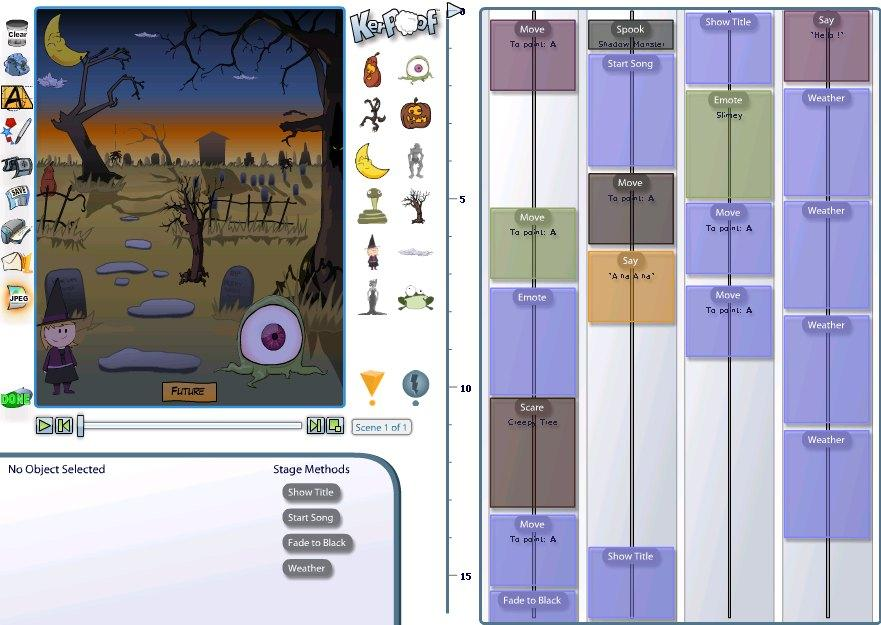 Clear
KerPoof
A
SAVE
JPEG
DONE
RIP
FUTURE
Scene 1 of 1
No Object Selected
Stage Methods
Show Title
Start Song
Fade to Black
Weather
0
5
10
15
Move
To point: A
Move
To point: A
Emote
Scare
Creepy Tree
Move
To point: A
Fade to Black
Spook
Shadow Monster
Start Song
Move
To point: A
Say
Show Title
Show Title
Emote
Slimey
Move
To point: A
Move
To point: A
Say
"Hello!"
Weather
Weather
Weather
Weather